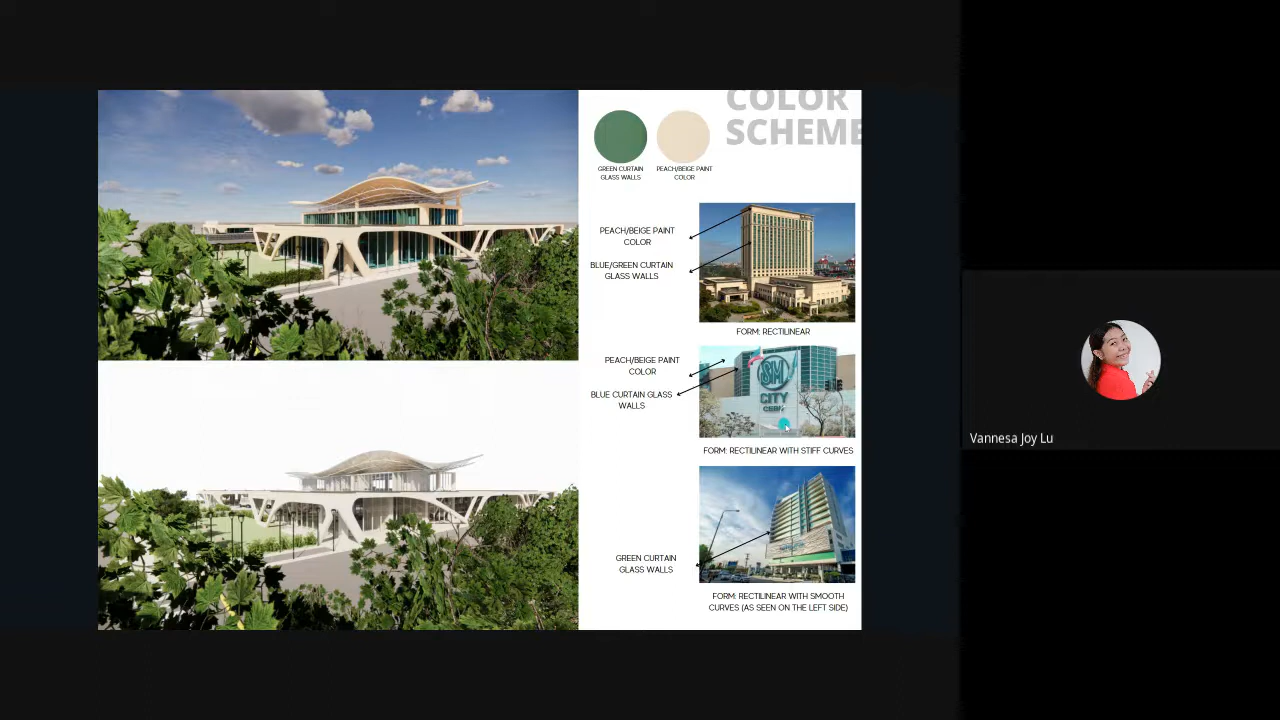 COLOR
SCHEME
GREEN CURTAIN
GLASS WALLS
PEACH/BEIGE PAINT
COLOR
PEACH/BEIGE PAINT
COLOR
BLUE/GREEN CURTAIN
GLASS WALLS
FORM: RECTILINEAR
PEACH/BEIGE PAINT
COLOR
BLUE CURTAIN GLASS
WALLS
SM
CITY
CEBU
FORM: RECTILINEAR WITH STIFF CURVES
GREEN CURTAIN
GLASS WALLS
FORM: RECTILINEAR WITH SMOOTH
CURVES (AS SEEN ON THE LEFT SIDE)
Vannesa Joy Lu